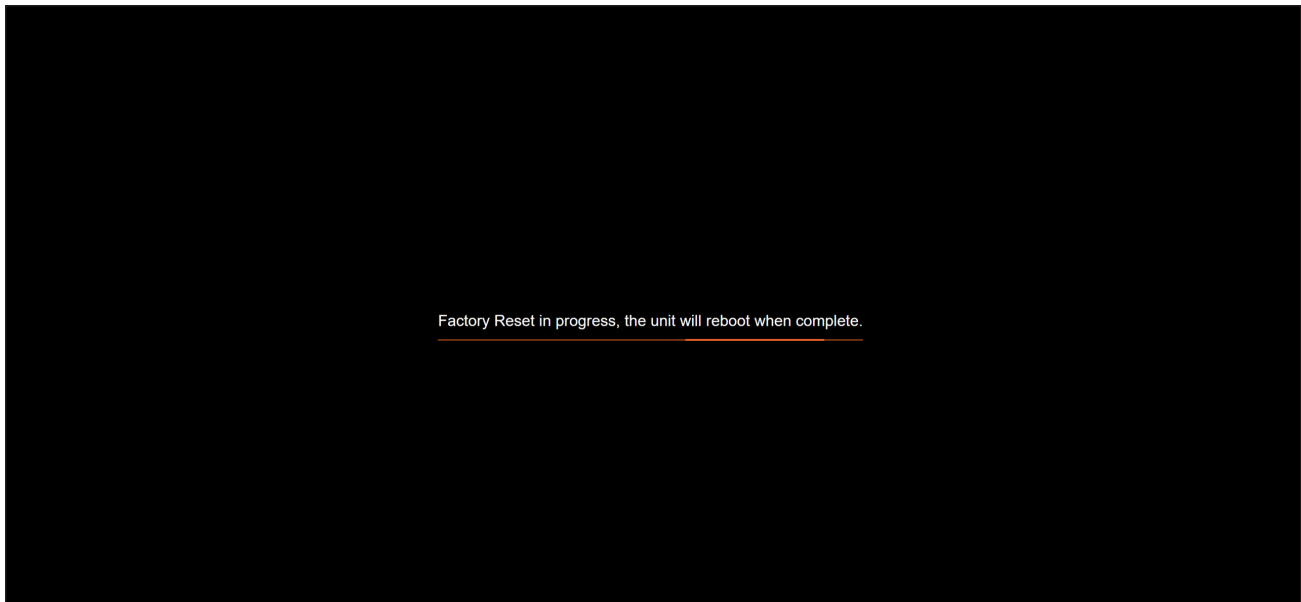 Factory Reset in progress, the unit will reboot when complete.